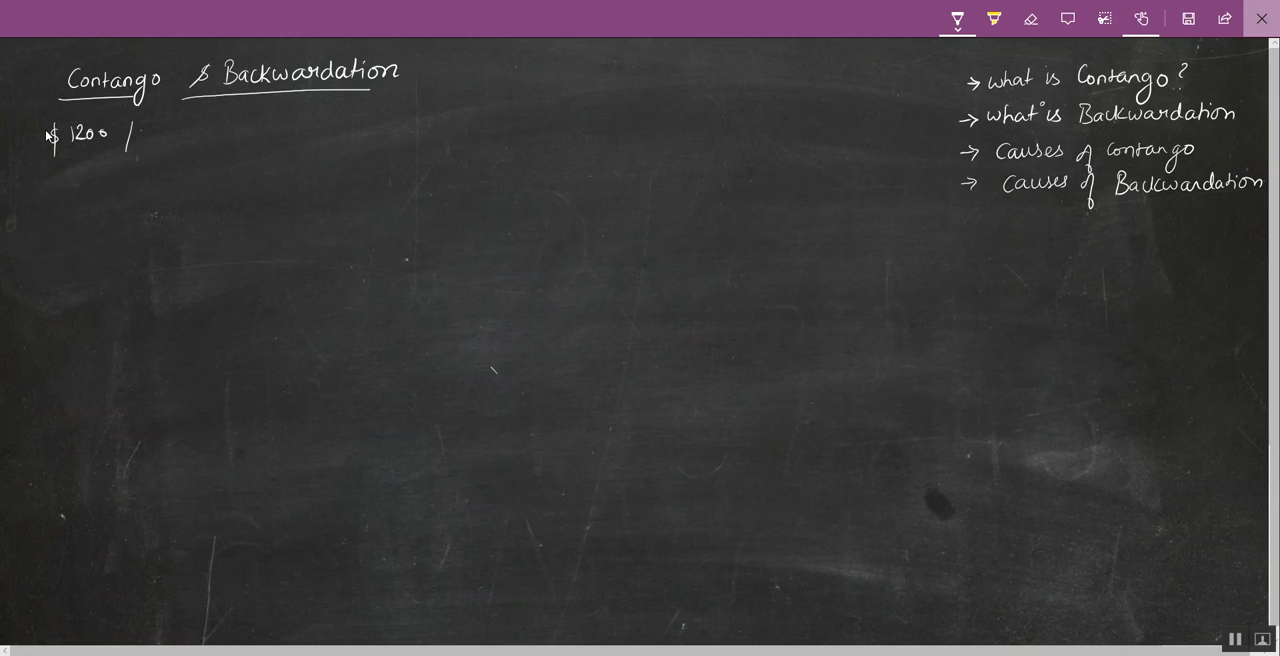 Contango & Backwardation
$ 1200 /
→ what is Contango?
→ what is Backwardation
→ Causes of contango
→ Causes of Backwardation